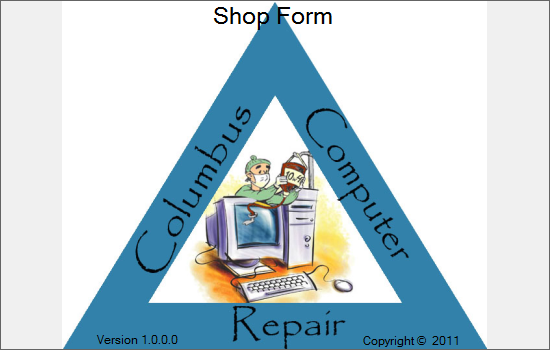 Shop Form
Columbus
Computer
Repair
Version 1.0.0.0
Copyright © 2011